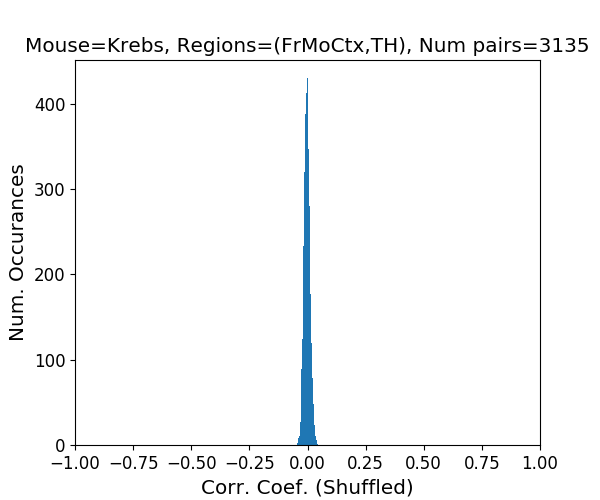 Mouse=Krebs, Regions=(FrMoCtx,TH), Num pairs=3135
400
300
200
100
0
Num. Occurances
−1.00 −0.75 −0.50 −0.25 0.00 0.25 0.50 0.75 1.00
Corr. Coef. (Shuffled)